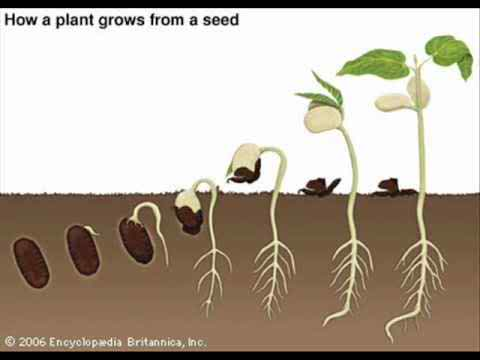 How a plant grows from a seed
© 2006 Encyclopædia Britannica, Inc.